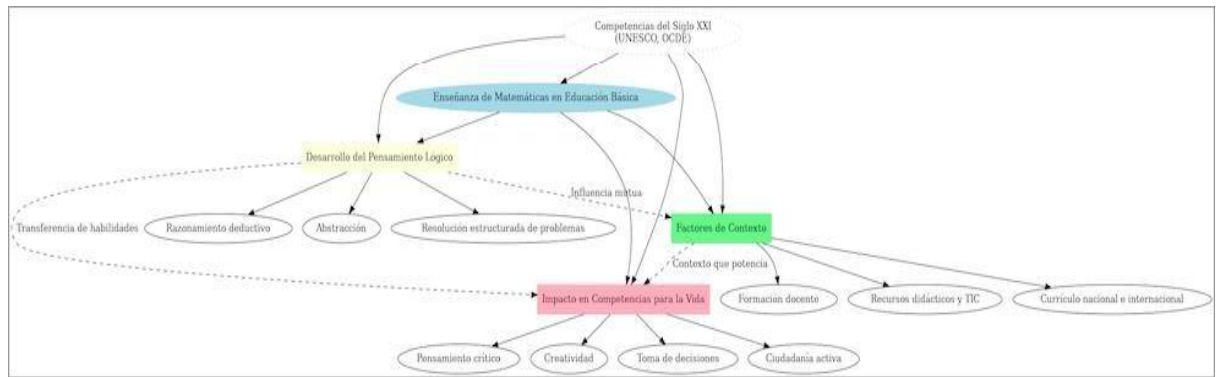 Competencias del Siglo XXI
(UNESCO, OCDE)
Enseñanza de Matemáticas en Educación Básica
Desarrollo del Pensamiento Lógico
Influencia mutua
Transferencia de habilidades
Razonamiento deductivo
Abstracción
Resolución estructurada de problemas
Factores de Contexto
Contexto que potencia
Impacto en Competencias para la Vida
Formación docente
Recursos didácticos y TIC
Currículo nacional e internacional
Pensamiento crítico
Creatividad
Toma de decisiones
Ciudadanía activa